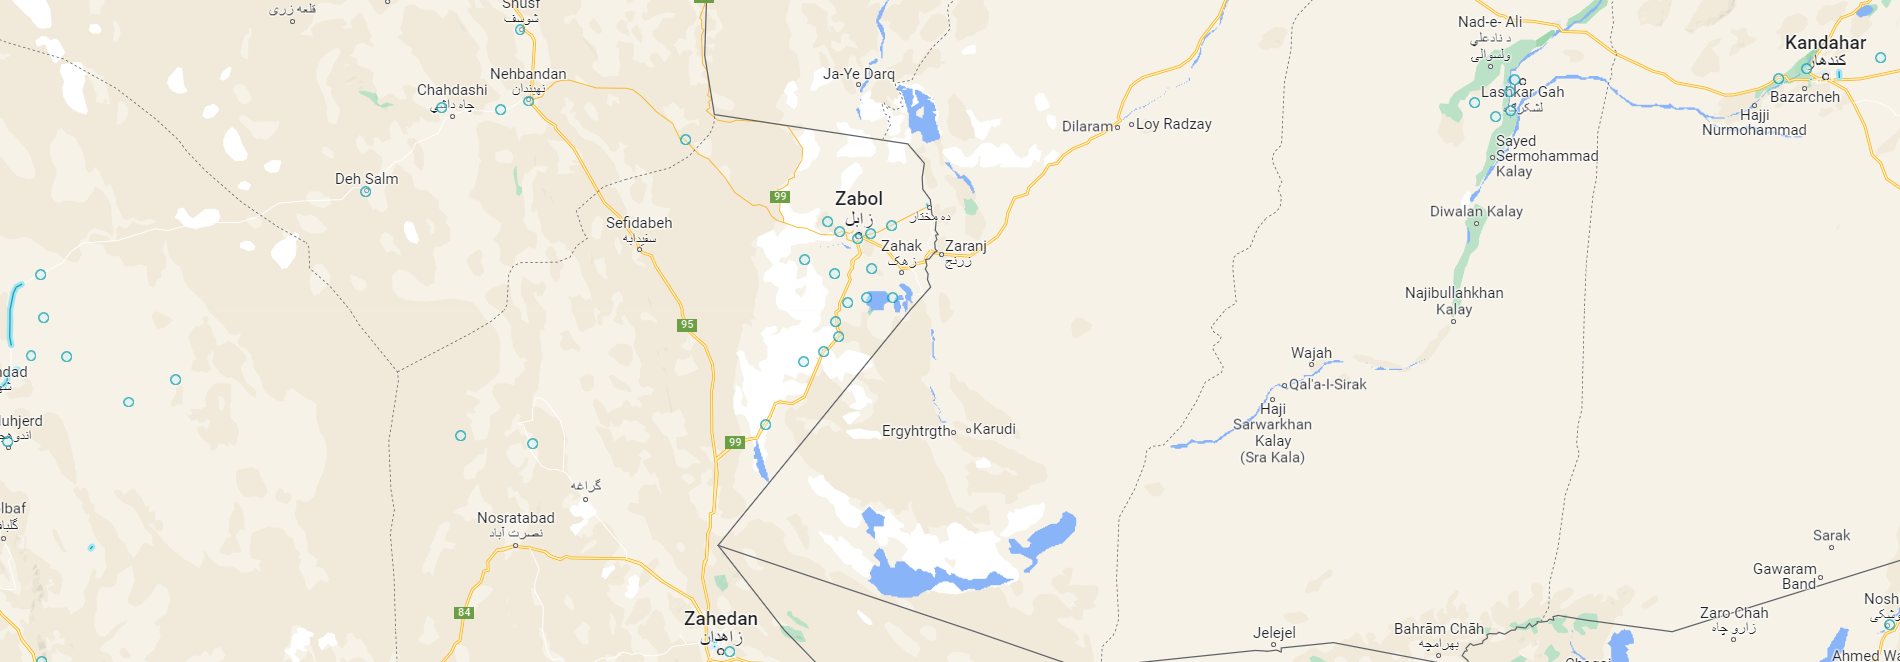 Shusf
شوسف
قلعه زری
Nehbandan
نهبندان
Chahdashi
چاه داشی
Deh Salm
Sefidabeh
سفیدابه
99
Zabol
زابل
Ja-Ye Darq
ده مختار
Zahak
زهک
Zaranj
زرنج
Dilaram
Loy Radzay
Nad-e- Ali
د نادعلي
ولسوالي
Lashkar Gah
لشکرګاه
Sayed
Sermohammad
Kalay
Diwalan Kalay
Najibullahkhan
Kalay
Kandahar
کندهار
Bazarcheh
Hajji
Nurmohammad
95
Wajah
Qal'a-I-Sirak
Haji
Sarwarkhan
Kalay
(Sra Kala)
Ergyhtrgth
Karudi
99
گراغه
Nosratabad
نصرت آباد
84
Zahedan
زاهدان
Jelejel
Bahrām Chāh
بهرامچه
Zaro Chah
زارو چاه
Sarak
Gawaram
Band
Nosh
Ahmed Wa
ndad
uhjerd
lbaf